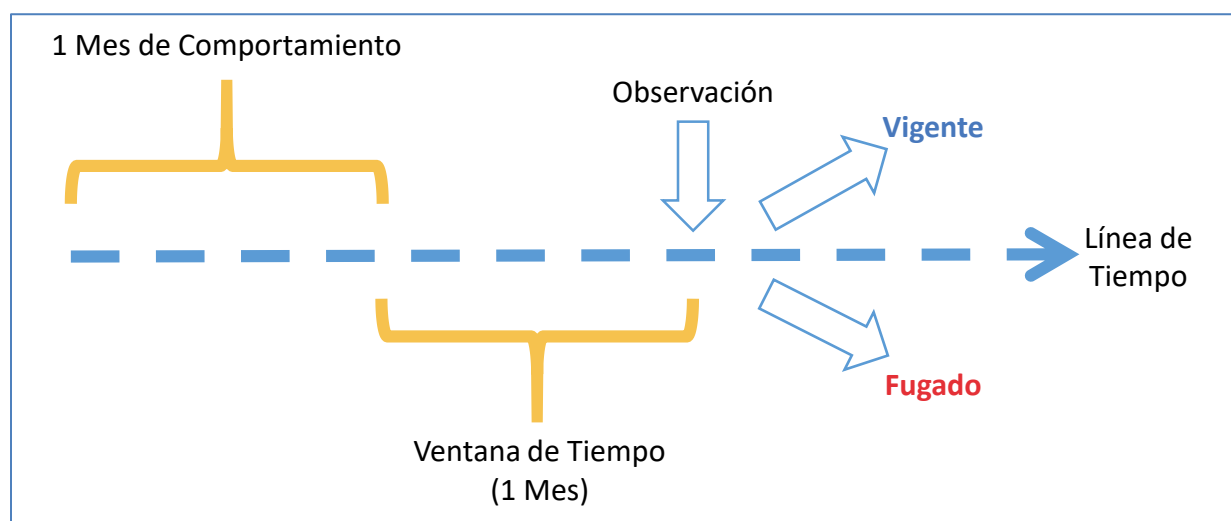 1 Mes de Comportamiento
Observación
Vigente
Línea de
Tiempo
Fugado
Ventana de Tiempo
(1 Mes)